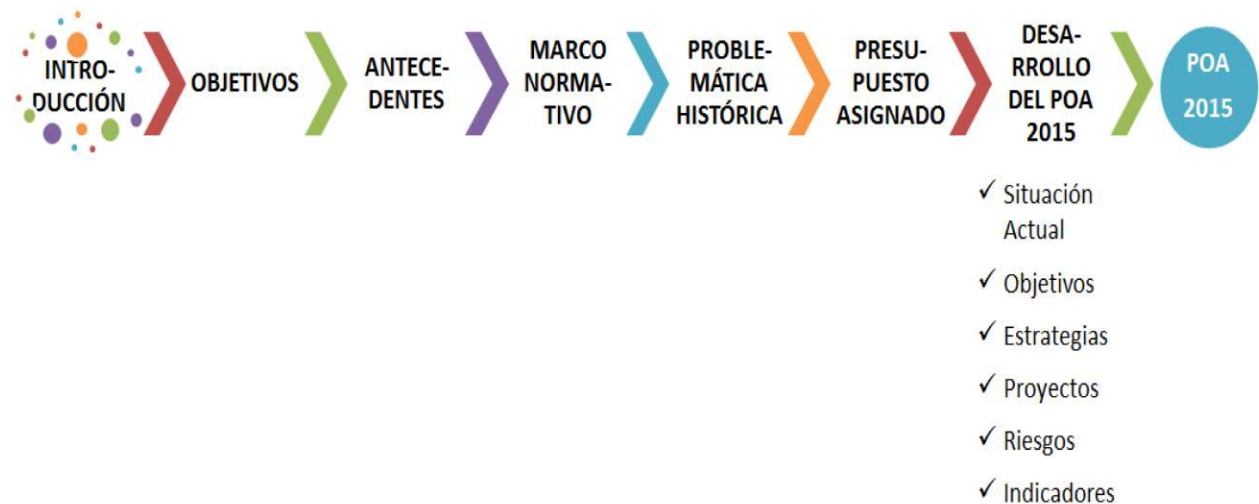 INTRO-
DUCCIÓN
OBJETIVOS
ANTECE-
DENTES
MARCO
NORMA-
TIVO
PROBLE-
MÁTICA
HISTÓRICA
PRESU-
PUESTO
ASIGNADO
DESA-
RROLLO
DEL POA
2015
POA
2015
✓ Situación
Actual
✓ Objetivos
✓ Estrategias
✓ Proyectos
✓ Riesgos
✓ Indicadores